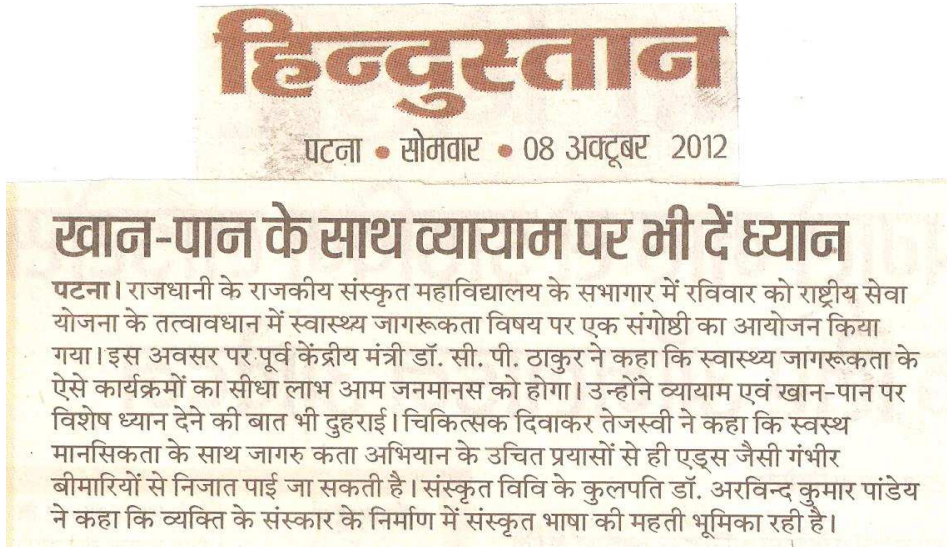 हिन्दुस्तान
पटना • सोमवार • 08 अक्टूबर 2012
खान-पान के साथ व्यायाम पर भी दें ध्यान
पटना। राजधानी के राजकीय संस्कृत महाविद्यालय के सभागार में रविवार को राष्ट्रीय सेवा
योजना के तत्वावधान में स्वास्थ्य जागरूकता विषय पर एक संगोष्ठी का आयोजन किया
गया। इस अवसर पर पूर्व केंद्रीय मंत्री डॉ. सी. पी. ठाकुर ने कहा कि स्वास्थ्य जागरूकता के
ऐसे कार्यक्रमों का सीधा लाभ आम जनमानस को होगा। उन्होंने व्यायाम एवं खान-पान पर
विशेष ध्यान देने की बात भी दुहराई। चिकित्सक दिवाकर तेजस्वी ने कहा कि स्वस्थ
मानसिकता के साथ जागरु कता अभियान के उचित प्रयासों से ही एड्स जैसी गंभीर
बीमारियों से निजात पाई जा सकती है। संस्कृत विवि के कुलपति डॉ. अरविन्द कुमार पांडेय
ने कहा कि व्यक्ति के संस्कार के निर्माण में संस्कृत भाषा की महती भूमिका रही है।